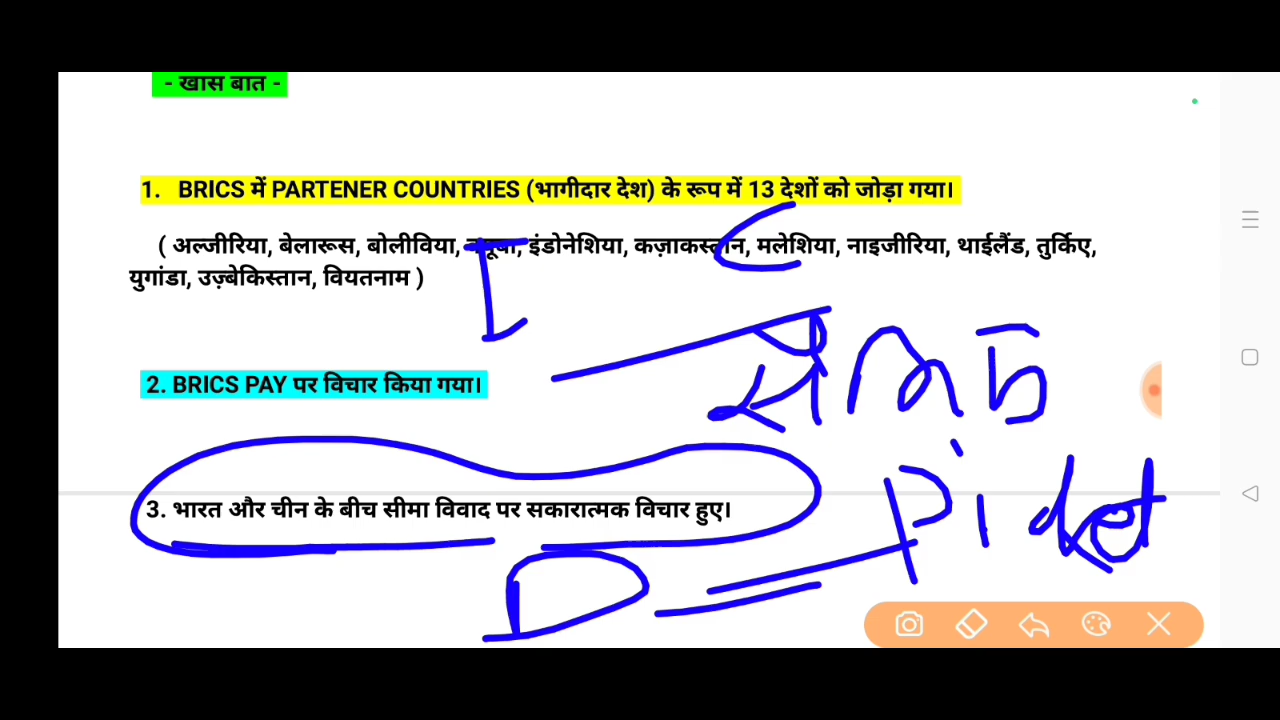 - खास बात -
1. BRICS में PARTENER COUNTRIES (भागीदार देश) के रूप में 13 देशों को जोड़ा गया।
( अल्जीरिया, बेलारूस, बोलीविया, इंडोनेशिया, कज़ाकस्तान, मलेशिया, नाइजीरिया, थाईलैंड, तुर्किए,
युगांडा, उज़्बेकिस्तान, वियतनाम )
I C
2. BRICS PAY पर विचार किया गया।
3. भारत और चीन के बीच सीमा विवाद पर सकारात्मक विचार हुए।
D